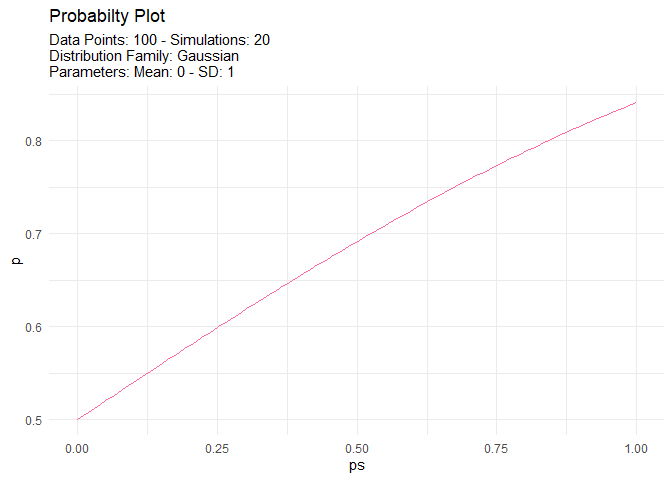 Probabilty Plot
Data Points: 100 - Simulations: 20
Distribution Family: Gaussian
Parameters: Mean: 0 - SD: 1
p
0.8
0.7
0.6
0.5
0.00 0.25 0.50 0.75 1.00
ps